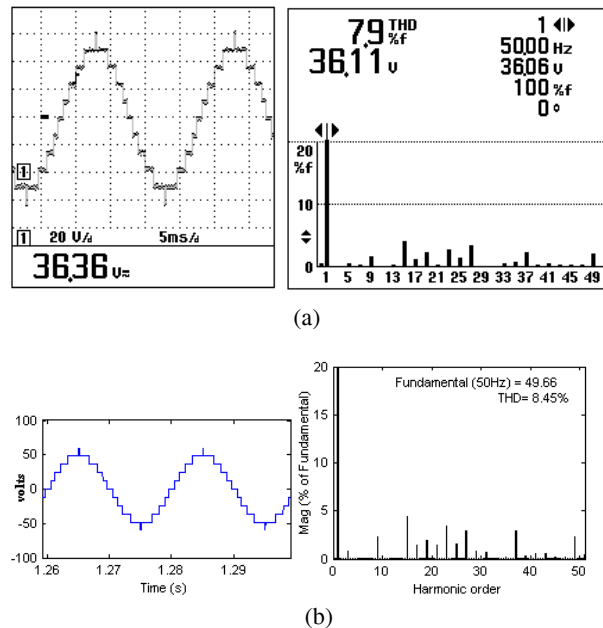 1
1 20 V/d 5ms/d
36.36 V≂
7.9 THD %f
36.11 V
1
50.00 Hz
36.06 V
100 %f
0 °
20
%f
10
0
1 5 9 13 17 21 25 29 33 37 41 45 49
(a)
100
50
0
-50
-100
volts
1.26 1.27 1.28 1.29
Time (s)
Fundamental (50Hz) = 49.66
THD= 8.45%
20
15
10
5
0
Mag (% of Fundamental)
0 10 20 30 40 50
Harmonic order
(b)